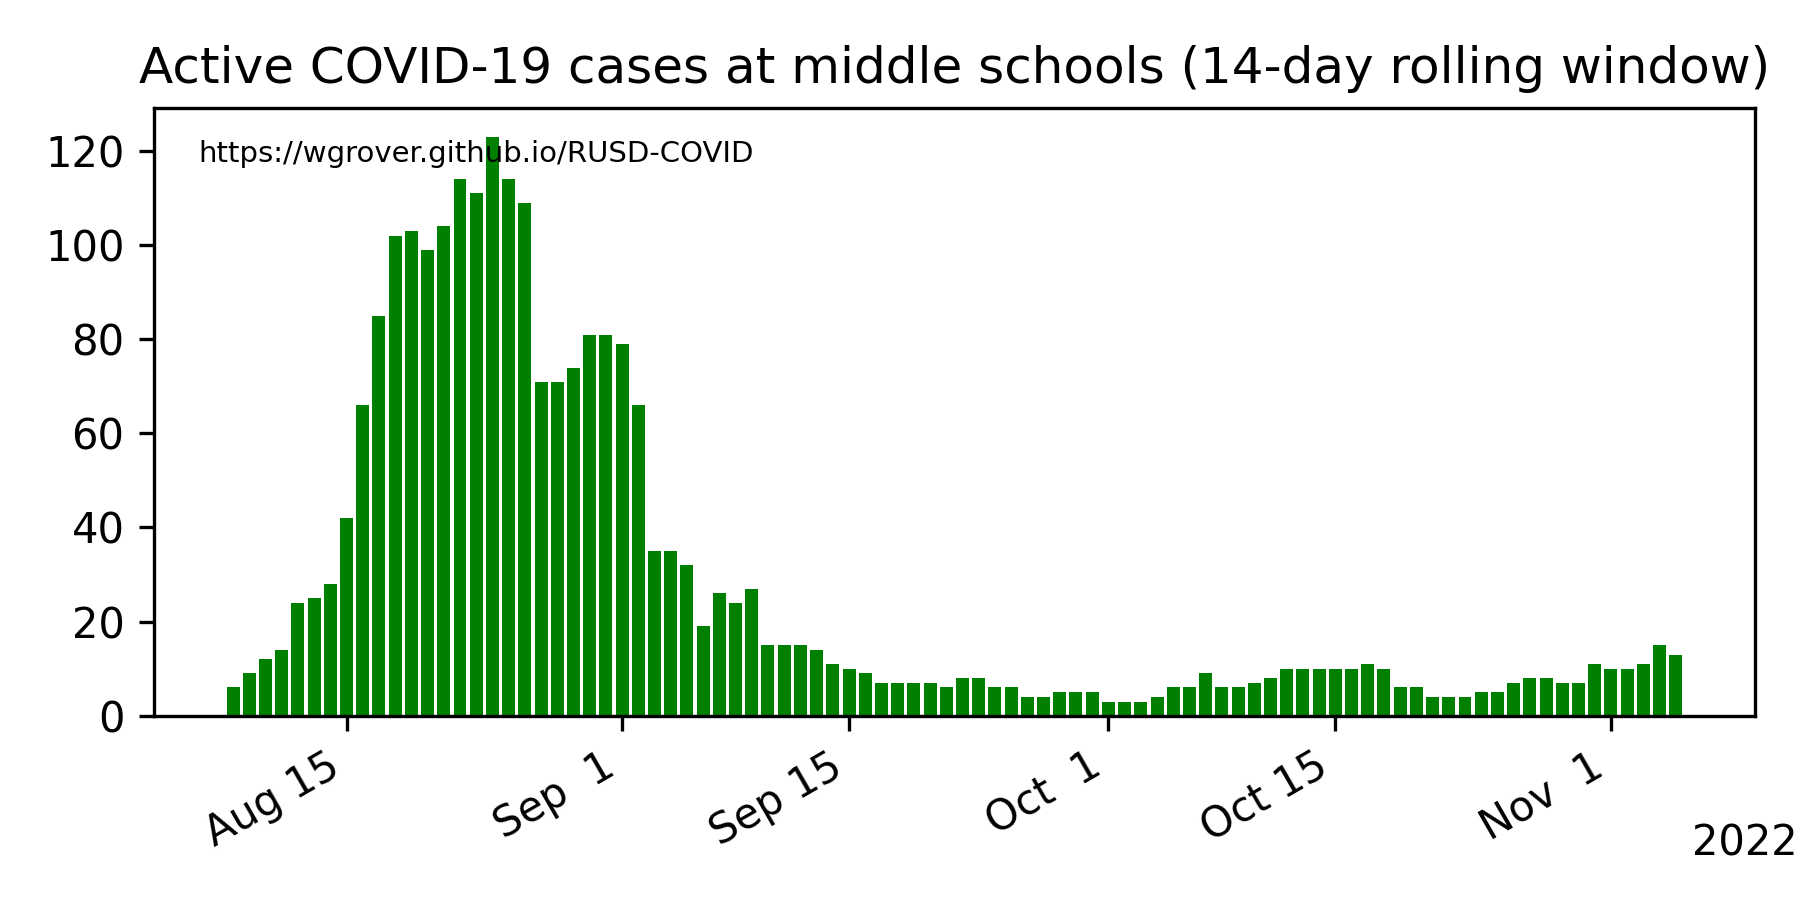 Active COVID-19 cases at middle schools (14-day rolling window)
https://wgrover.github.io/RUSD-COVID
120
100
80
60
40
20
0
Aug 15
Sep 1
Sep 15
Oct 1
Oct 15
Nov 1
2022